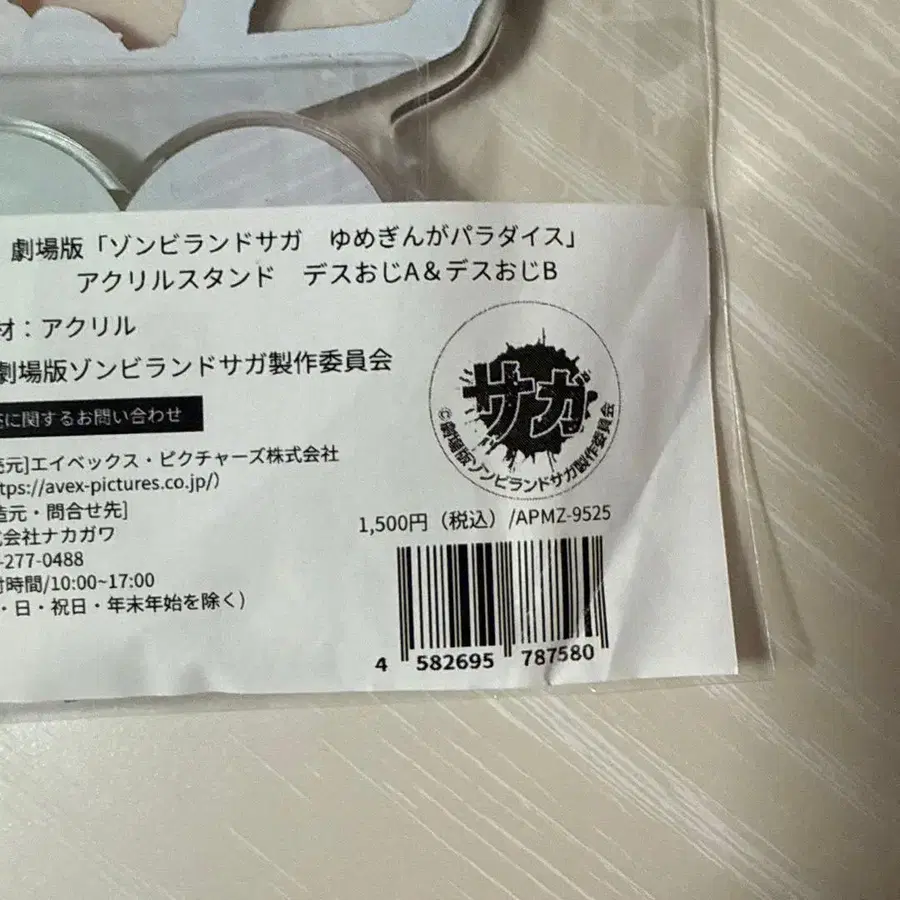 劇場版「ゾンビランドサガ　ゆめぎんがパラダイス」
アクリルスタンド　デスおじA＆デスおじB
材：アクリル
劇場版ゾンビランドサガ製作委員会
に関するお問い合わせ
売元]エイベックス・ピクチャーズ株式会社
tps://avex-pictures.co.jp/）
造元・問合せ先]
式会社ナカガワ
-277-0488
付時間/10:00~17:00
・日・祝日・年末年始を除く)
サガ
©劇場版ゾンビランドサガ製作委員会
1,500円（税込）/APMZ-9525
4 582695 787580